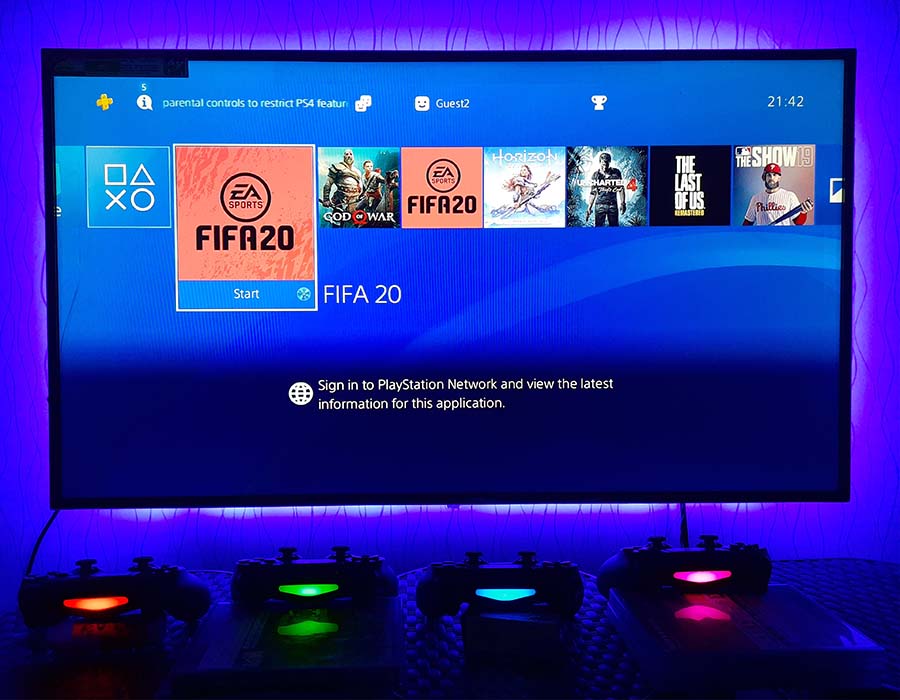 5
parental controls to restrict PS4 featur
Guest2
21:42
e
EA
SPORTS
FIFA20
Start
FIFA 20
GOD OF WAR
EA
SPORTS
FIFA20
HORIZON
UNCHARTED 4
THE
LAST
OF US
REMASTERED
MLB
THE SHOW 19
Phillies
Sign in to PlayStation Network and view the latest
information for this application.